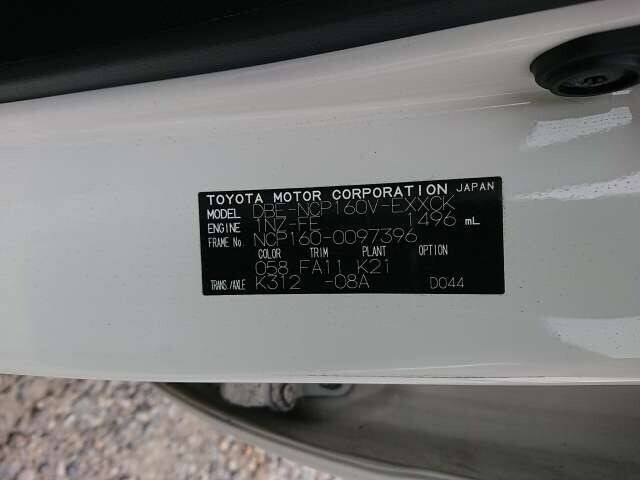 TOYOTA MOTOR CORPORATION JAPAN
MODEL DBE-NCP160V-EXXCK
ENGINE 1NZ-FE 1496 mL
FRAME No. NCP160-0097396
COLOR TRIM PLANT OPTION
058 FA11 K21
TRANS./AXLE K312 -08A D044